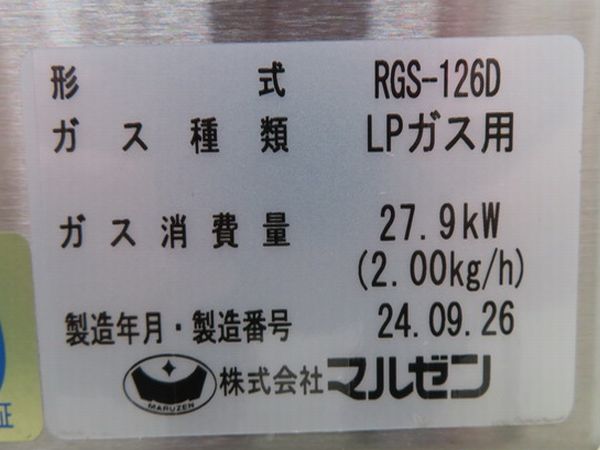 形式 RGS-126D
ガス種類 LPガス用
ガス消費量 27.9kW
(2.00kg/h)
製造年月・製造番号 24.09.26
MARUZEN 株式会社 マルゼン
証